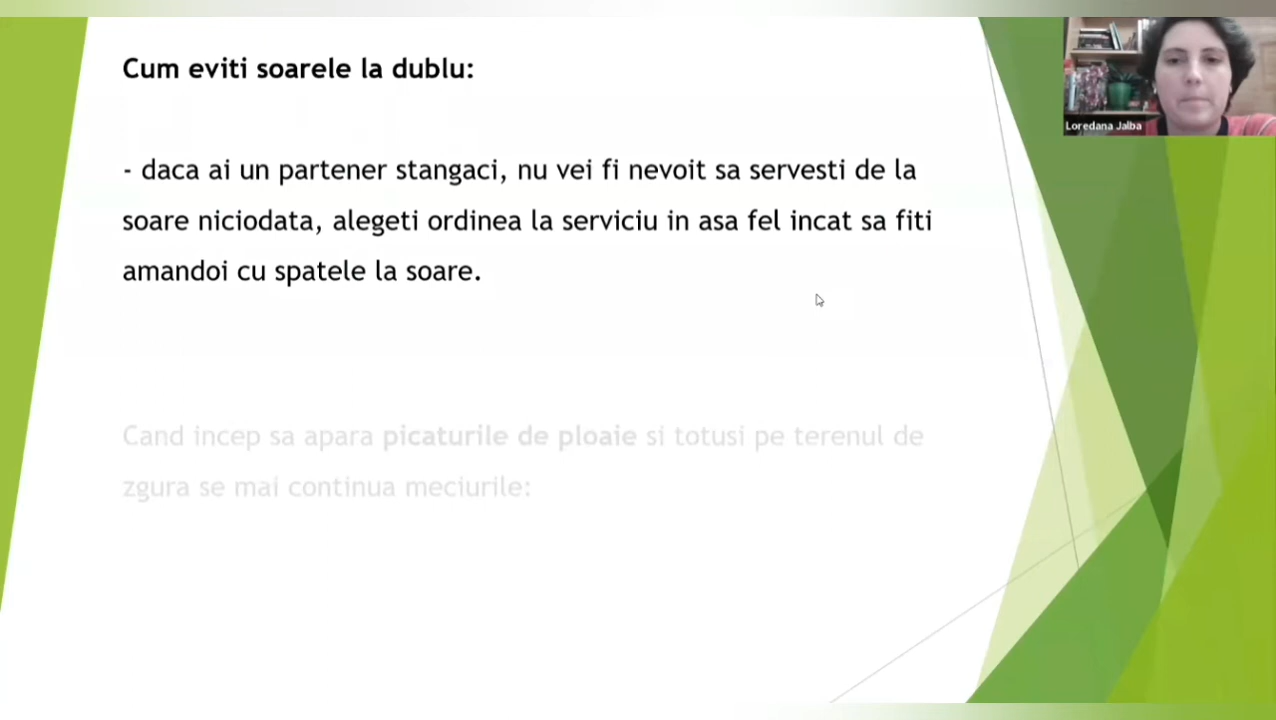 Cum eviti soarele la dublu:
- daca ai un partener stangaci, nu vei fi nevoit sa servesti de la
soare niciodata, alegeti ordinea la serviciu in asa fel incat sa fiti
amandoi cu spatele la soare.
Cand incep sa apara picaturile de ploaie si totusi pe terenul de
zgura se mai continua meciurile:
Loredana Jalba